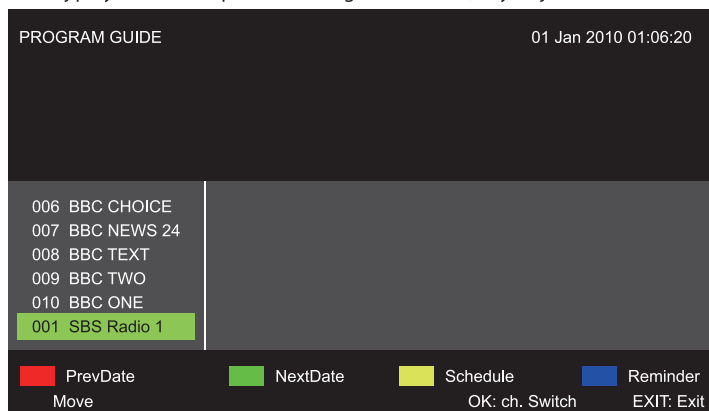 PROGRAM GUIDE 01 Jan 2010 01:06:20
006 BBC CHOICE
007 BBC NEWS 24
008 BBC TEXT
009 BBC TWO
010 BBC ONE
001 SBS Radio 1
PrevDate NextDate Schedule Reminder
Move OK: ch. Switch EXIT: Exit